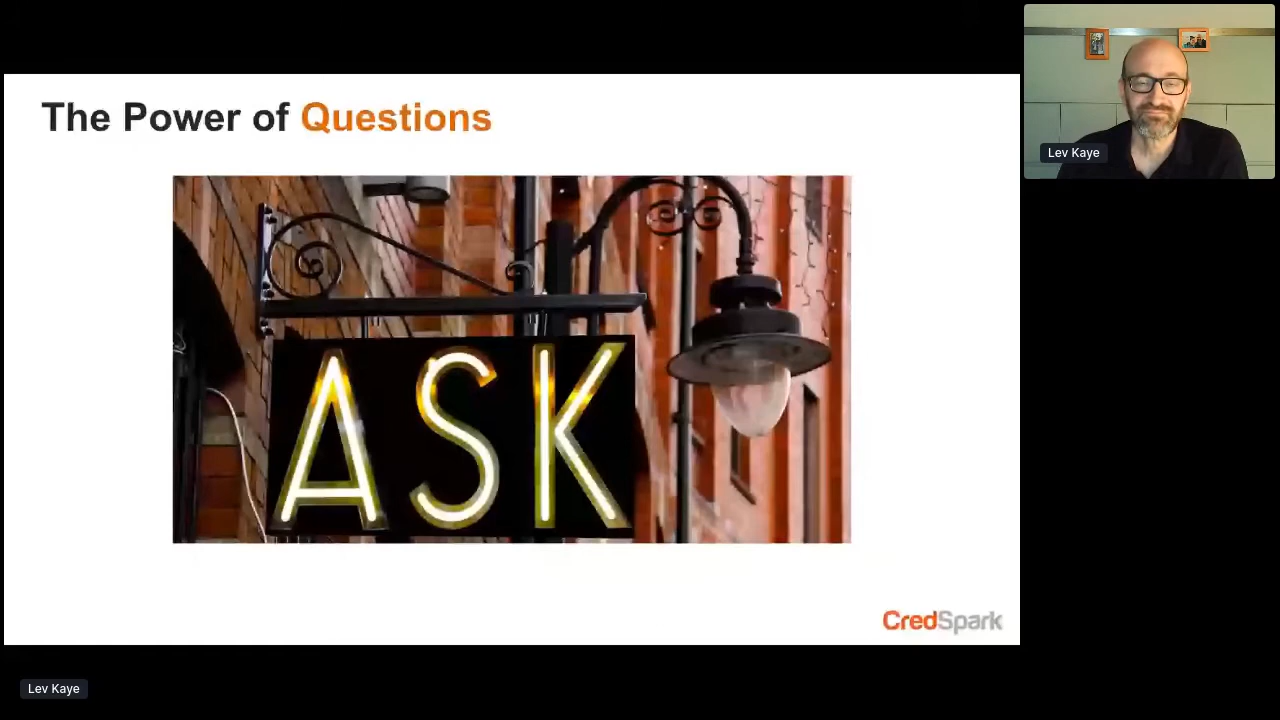 The Power of Questions
ASK
CredSpark
Lev Kaye
Lev Kaye